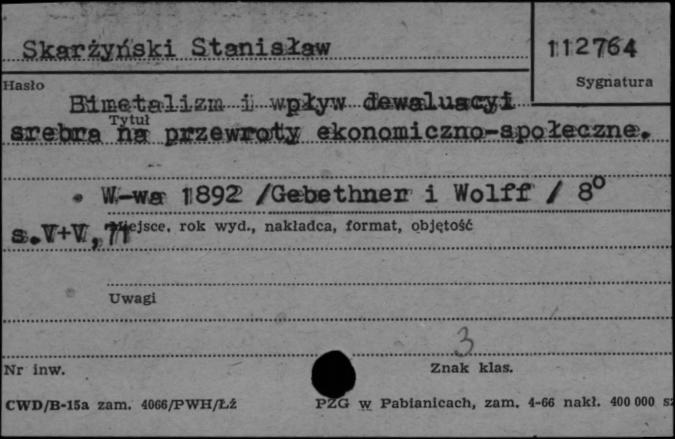 Skarżyński Stanisław
112764
Hasło
Sygnatura
Bimetalizm i wpływ dewaluacyi
Tytuł
srebra na przewroty ekonomiczno-społeczne.
W-wa 1892 /Gebethner i Wolff / 8°
Miejsce, rok wyd., nakładca, format, objętość
s.V+V, 71
Uwagi
3
Nr inw.
Znak klas.
CWD/B-15a zam. 4066/PWH/Łż
PZG w Pabianicach, zam. 4-66 nakł. 400 000